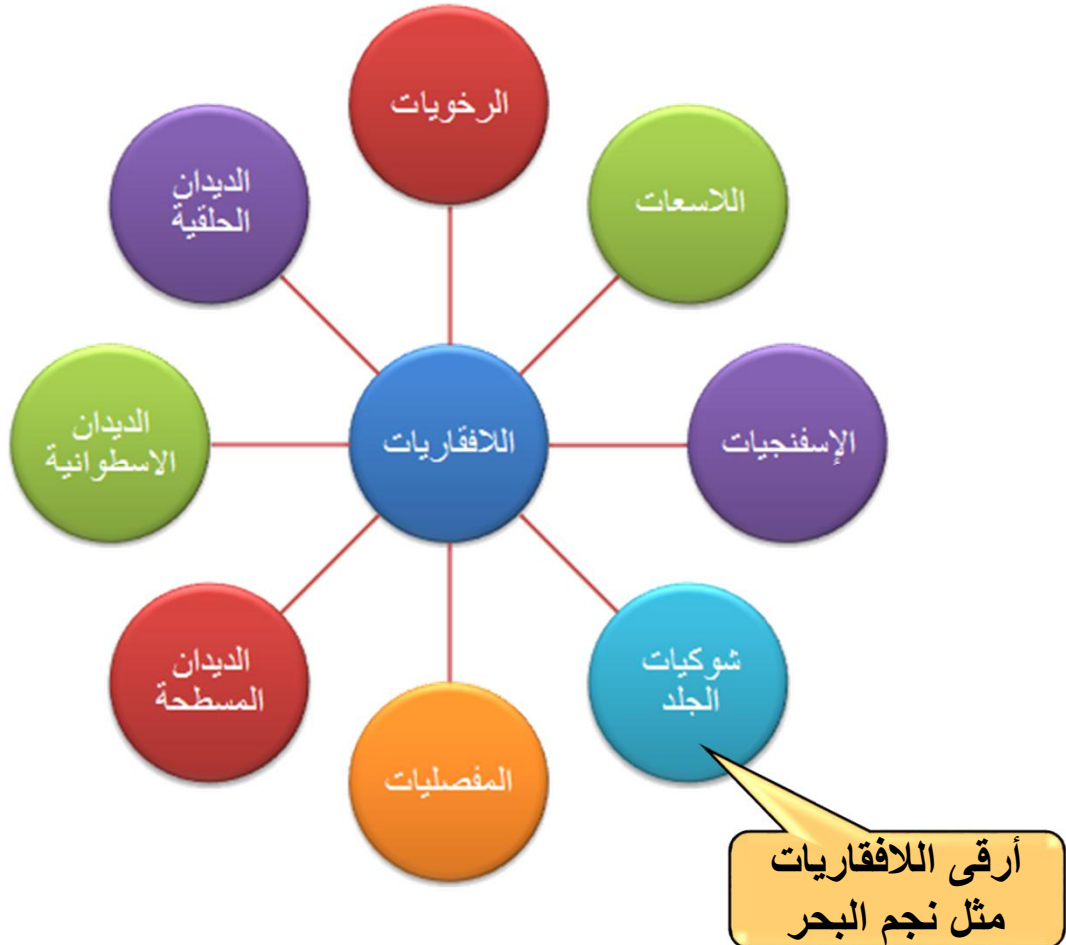 الرخويات
اللاسعات
الإسفنجيات
شوكيات
الجلد
المفصليات
الديدان
المسطحة
الديدان
الاسطوانية
الديدان
الحلقية
اللافقاريات
أرقى اللافقاريات
مثل نجم البحر